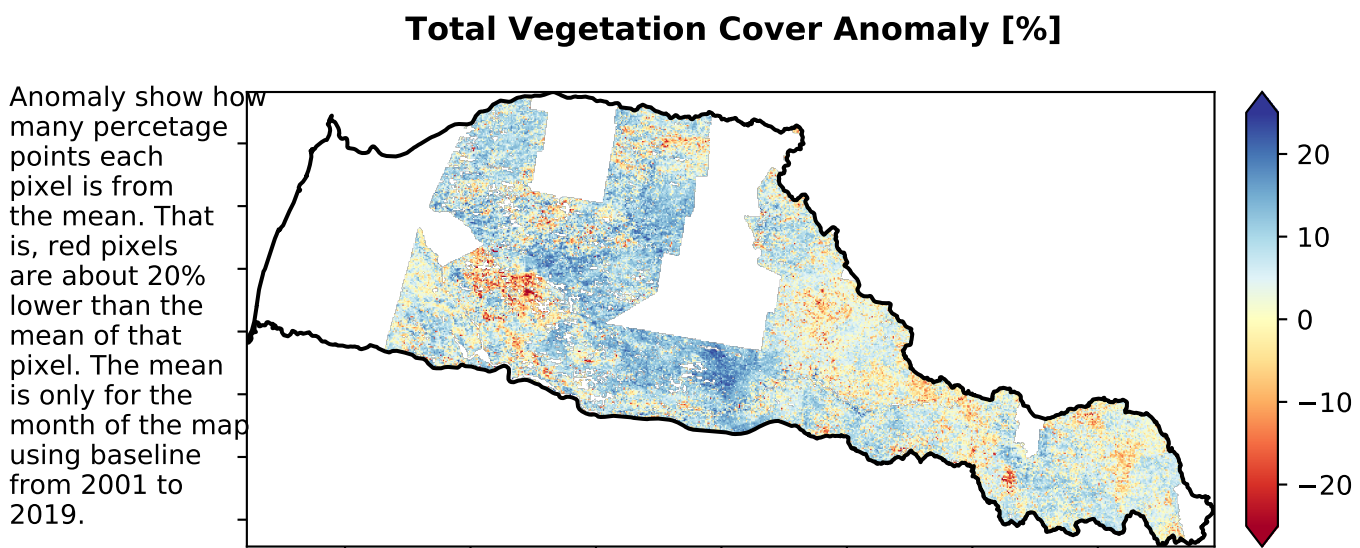 Total Vegetation Cover Anomaly [%]
Anomaly show how
many percetage
points each
pixel is from
the mean. That
is, red pixels
are about 20%
lower than the
mean of that
pixel. The mean
is only for the
month of the map
using baseline
from 2001 to
2019.
20
10
0
−10
−20